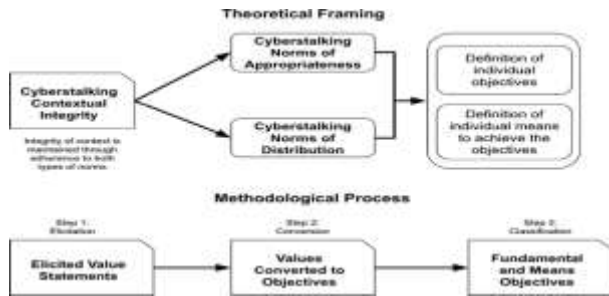 Theoretical Framing
Cyberstalking
Norms of
Appropriateness
Cyberstalking
Contextual
Integrity
Integrity of context is
maintained through
adherence to both
types of norms
Cyberstalking
Norms of
Distribution
Definition of
individual
objectives
Definition of
individual means
to achieve the
objectives
Methodological Process
Step 1:
Elicitation
Elicited Value
Statements
Step 2:
Conversion
Values
Converted to
Objectives
Step 3:
Classification
Fundamental
and Means
Objectives